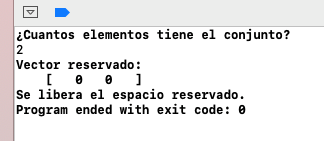 ¿Cuantos elementos tiene el conjunto?
2
Vector reservado:
[   0   0   ]
Se libera el espacio reservado.
Program ended with exit code: 0